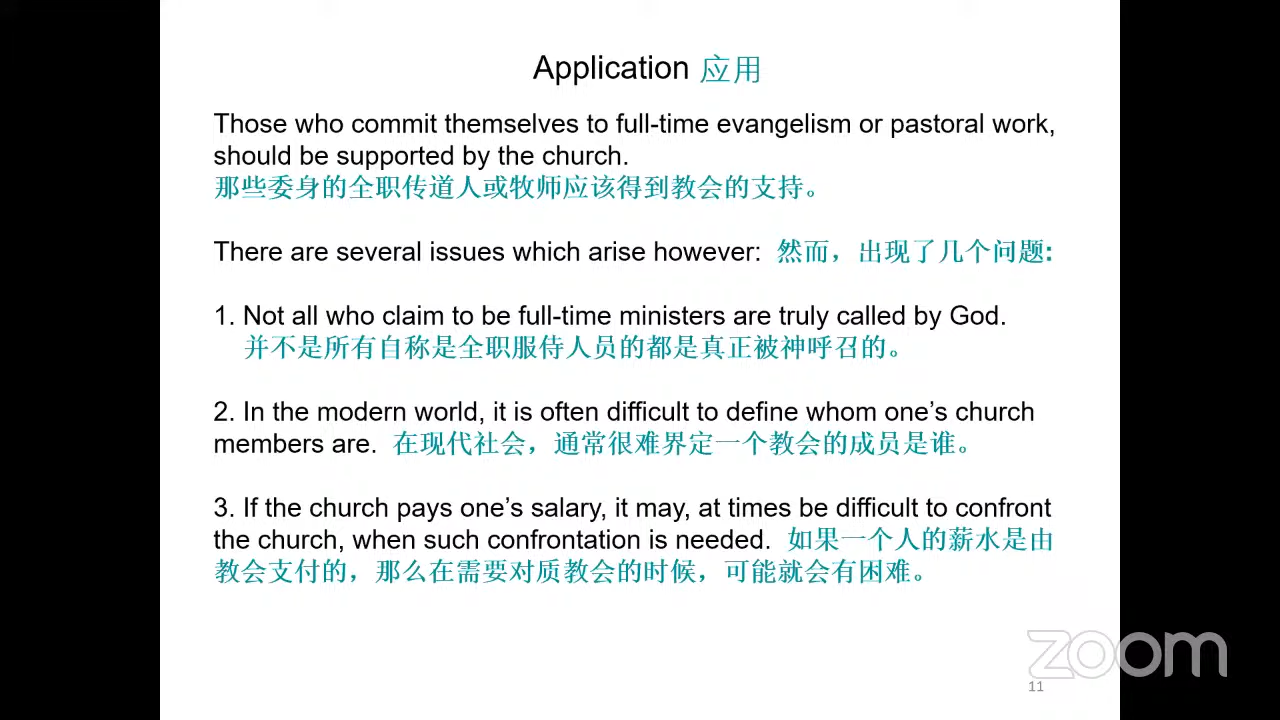 Application 应用
Those who commit themselves to full-time evangelism or pastoral work,
should be supported by the church.
那些委身的全职传道人或牧师应该得到教会的支持。
There are several issues which arise however: 然而，出现了几个问题:
1. Not all who claim to be full-time ministers are truly called by God.
并不是所有自称是全职服侍人员的都是真正被神呼召的。
2. In the modern world, it is often difficult to define whom one’s church
members are. 在现代社会，通常很难界定一个教会的成员是谁。
3. If the church pays one’s salary, it may, at times be difficult to confront
the church, when such confrontation is needed. 如果一个人的薪水是由
教会支付的，那么在需要对质教会的时候，可能就会有困难。
zoom
11